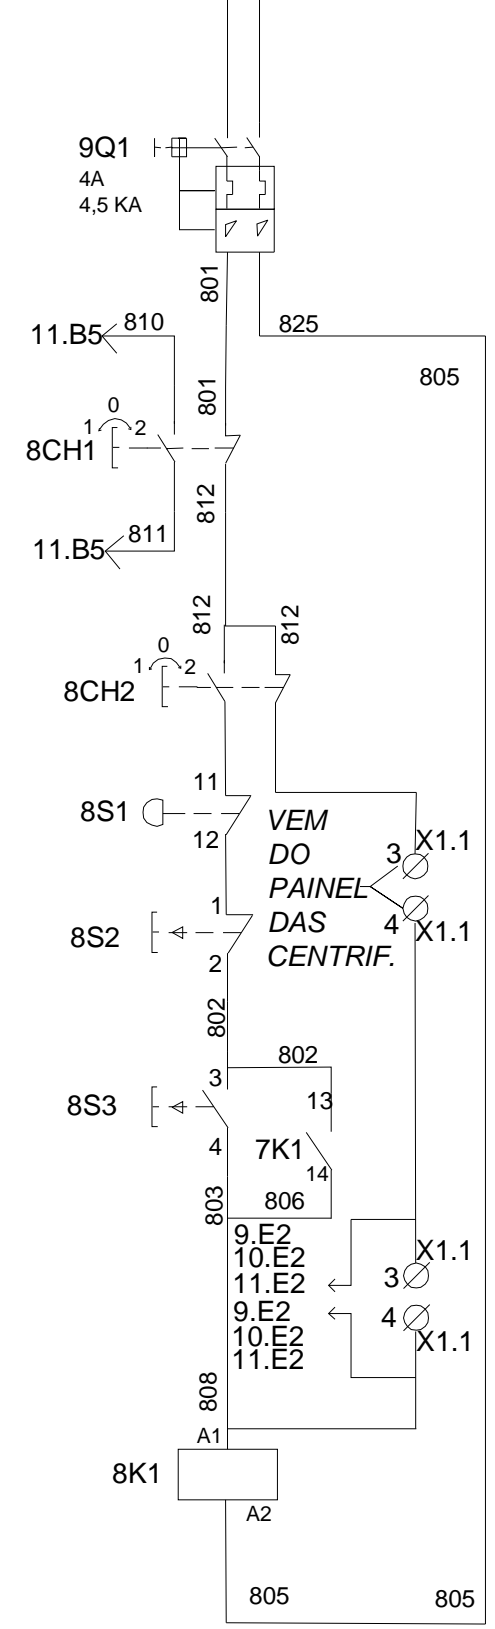 9Q1
4A
4,5 KA
801
825
810
11.B5
805
801
0
1 2
8CH1
812
811
11.B5
812
812
0
1 2
8CH2
11
8S1
12
VEM
DO
PAINEL
DAS
CENTRIF.
X1.1
3
4
X1.1
1
8S2
2
802
802
3
13
8S3
4
7K1
14
803
806
9.E2
10.E2
11.E2
9.E2
10.E2
11.E2
X1.1
3
4
X1.1
808
A1
8K1
A2
805
805